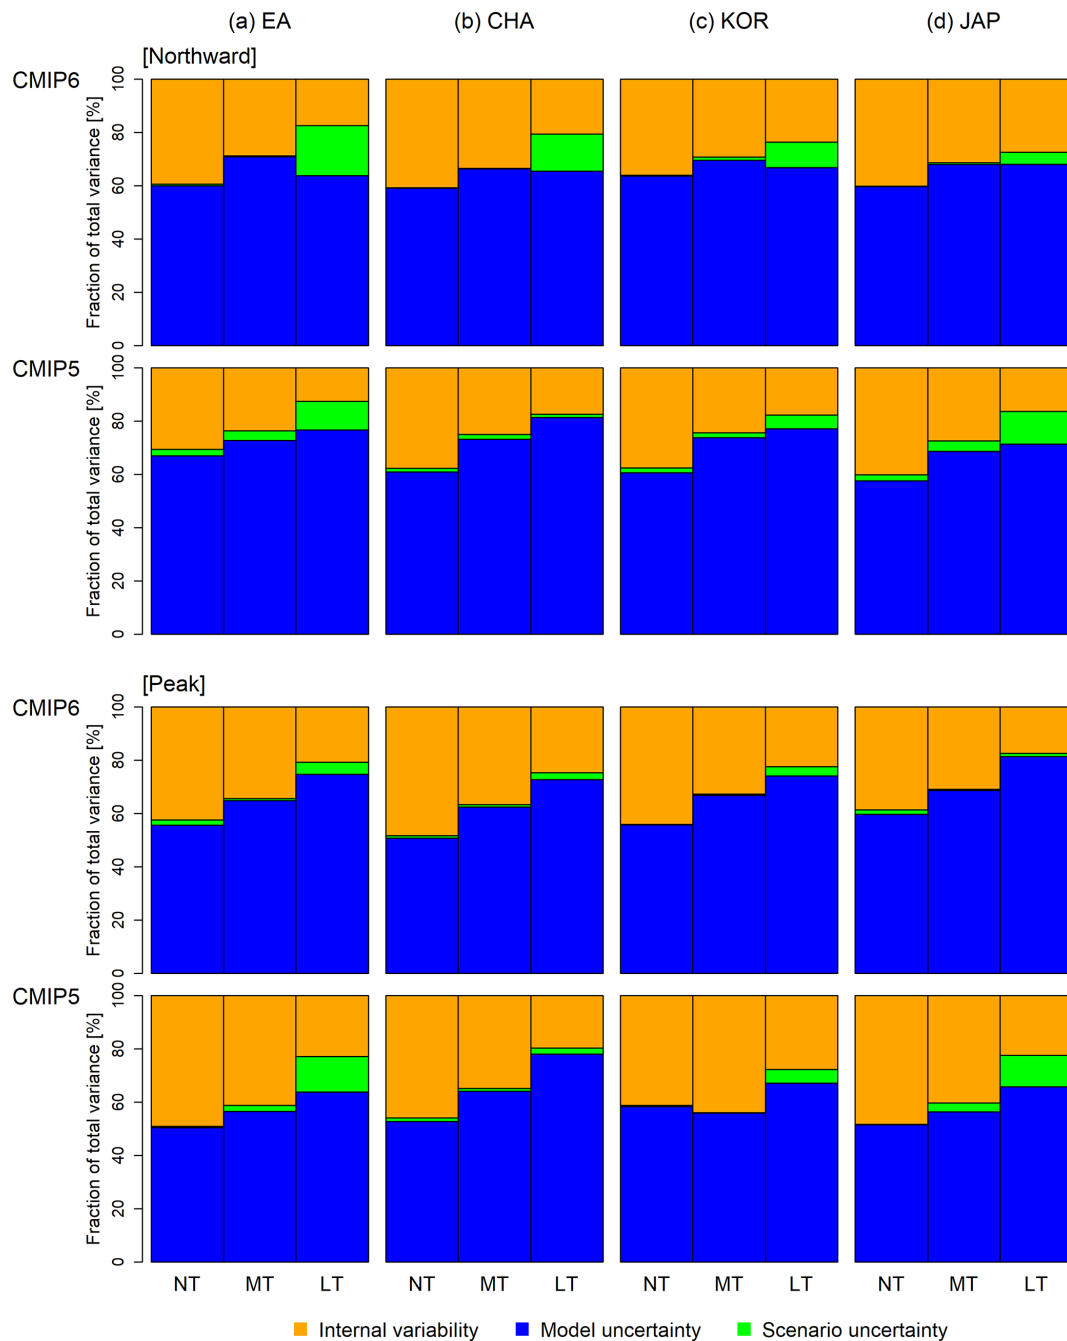 (a) EA (b) CHA (c) KOR (d) JAP
[Northward]
CMIP6
Fraction of total variance [%]
0 20 40 60 80 100
Fraction of total variance [%]
0 20 40 60 80 100
Fraction of total variance [%]
0 20 40 60 80 100
Fraction of total variance [%]
0 20 40 60 80 100
CMIP5
[Peak]
CMIP6
CMIP5
NT MT LT NT MT LT NT MT LT NT MT LT
Internal variability Model uncertainty Scenario uncertainty